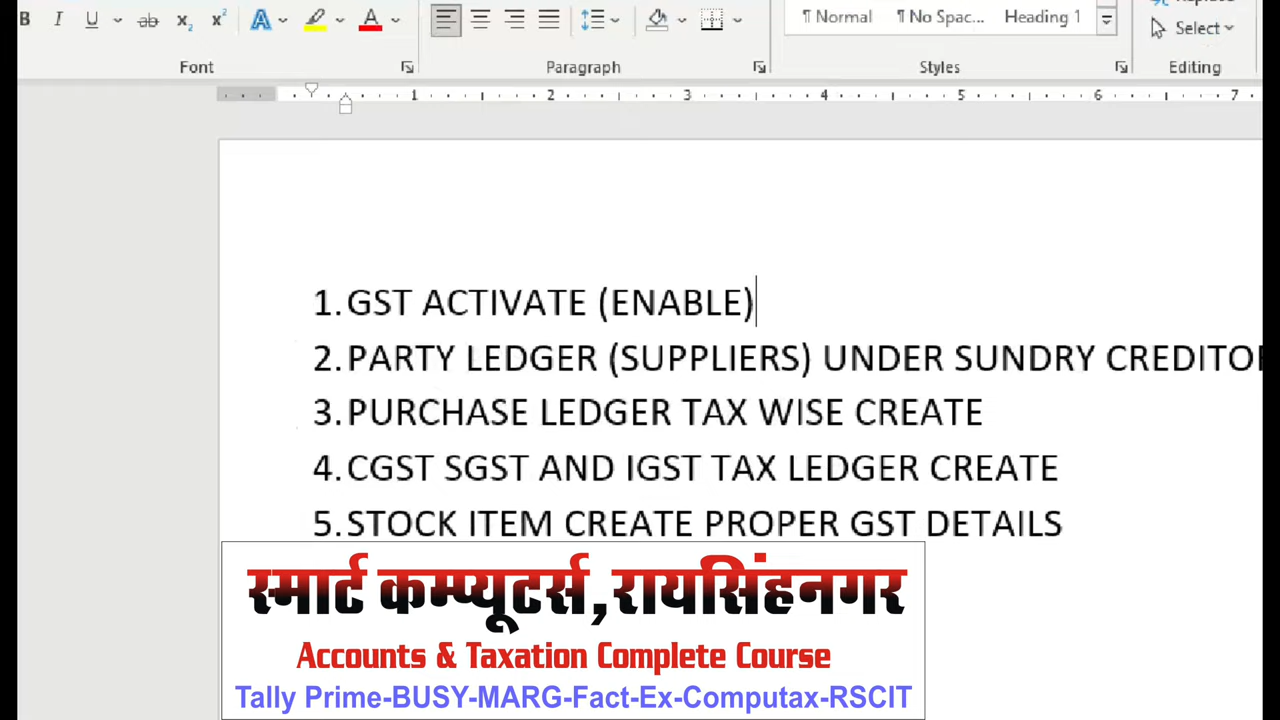 Replace
B I U ab x₂ x² A A
¶ Normal ¶ No Spac... Heading 1
Select
Font Paragraph Styles Editing
1 2 3 4 5 6 7
1. GST ACTIVATE (ENABLE)
2. PARTY LEDGER (SUPPLIERS) UNDER SUNDRY CREDITOR
3. PURCHASE LEDGER TAX WISE CREATE
4. CGST SGST AND IGST TAX LEDGER CREATE
5. STOCK ITEM CREATE PROPER GST DETAILS
स्मार्ट कम्प्यूटर्स,रायसिंहनगर
Accounts & Taxation Complete Course
Tally Prime-BUSY-MARG-Fact-Ex-Computax-RSCIT